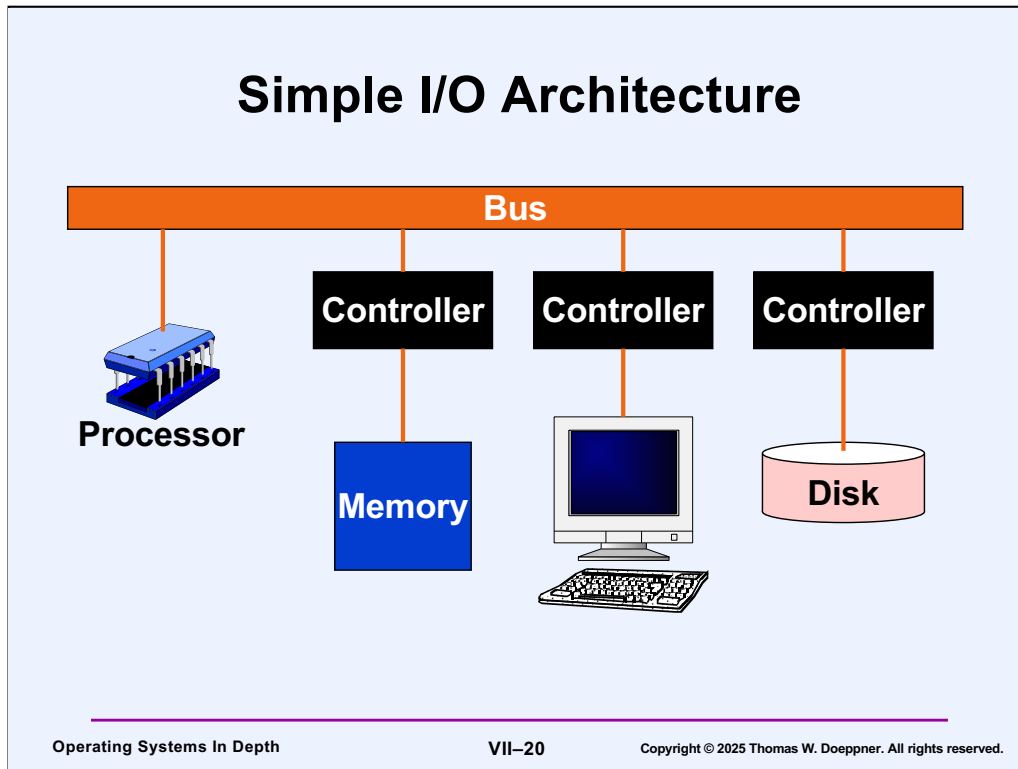 Simple I/O Architecture
Bus
Controller
Controller
Controller
Processor
Memory
Disk
Operating Systems In Depth
VII–20
Copyright © 2025 Thomas W. Doeppner. All rights reserved.